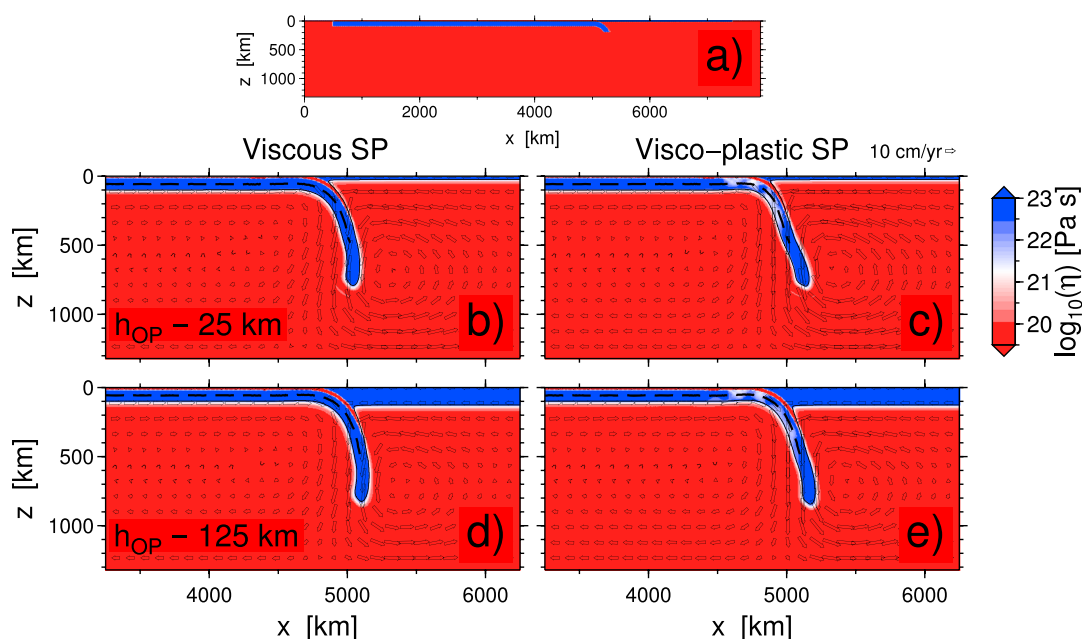 0
500
1000
z [km]
a)
0 2000 4000 6000
x [km]
Viscous SP
Visco−plastic SP
10 cm/yr
0
500
1000
z [km]
h_OP − 25 km
b)
c)
23
22
21
20
log10(η) [Pa s]
0
500
1000
z [km]
h_OP − 125 km
d)
e)
4000 5000 6000
4000 5000 6000
x [km]
x [km]